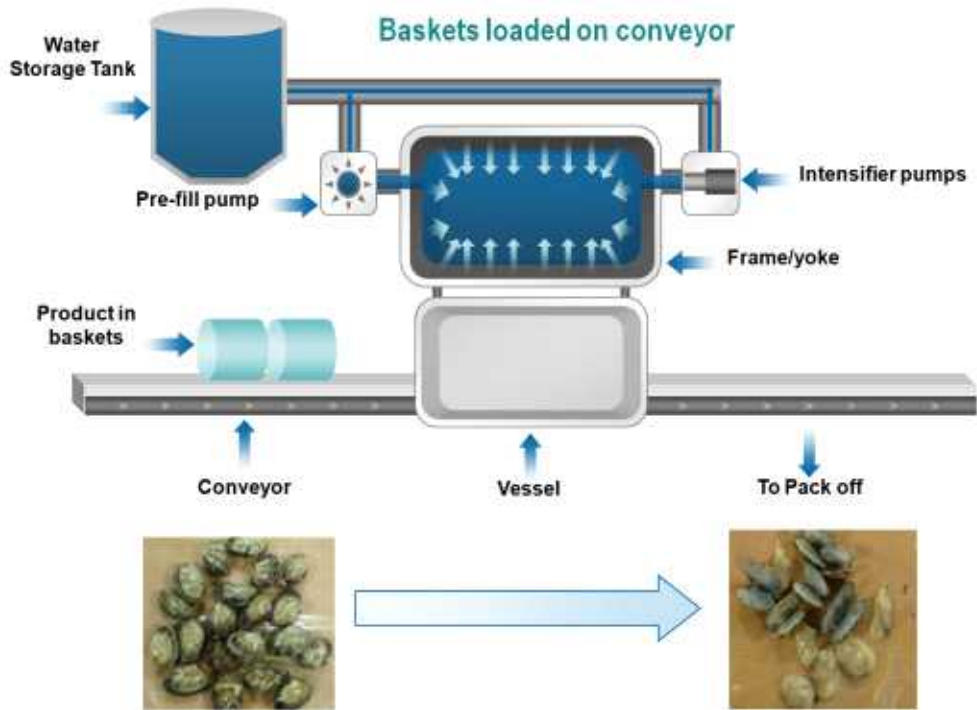 Baskets loaded on conveyor
Water
Storage Tank
Pre-fill pump
Intensifier pumps
Frame/yoke
Product in
baskets
Conveyor
Vessel
To Pack off